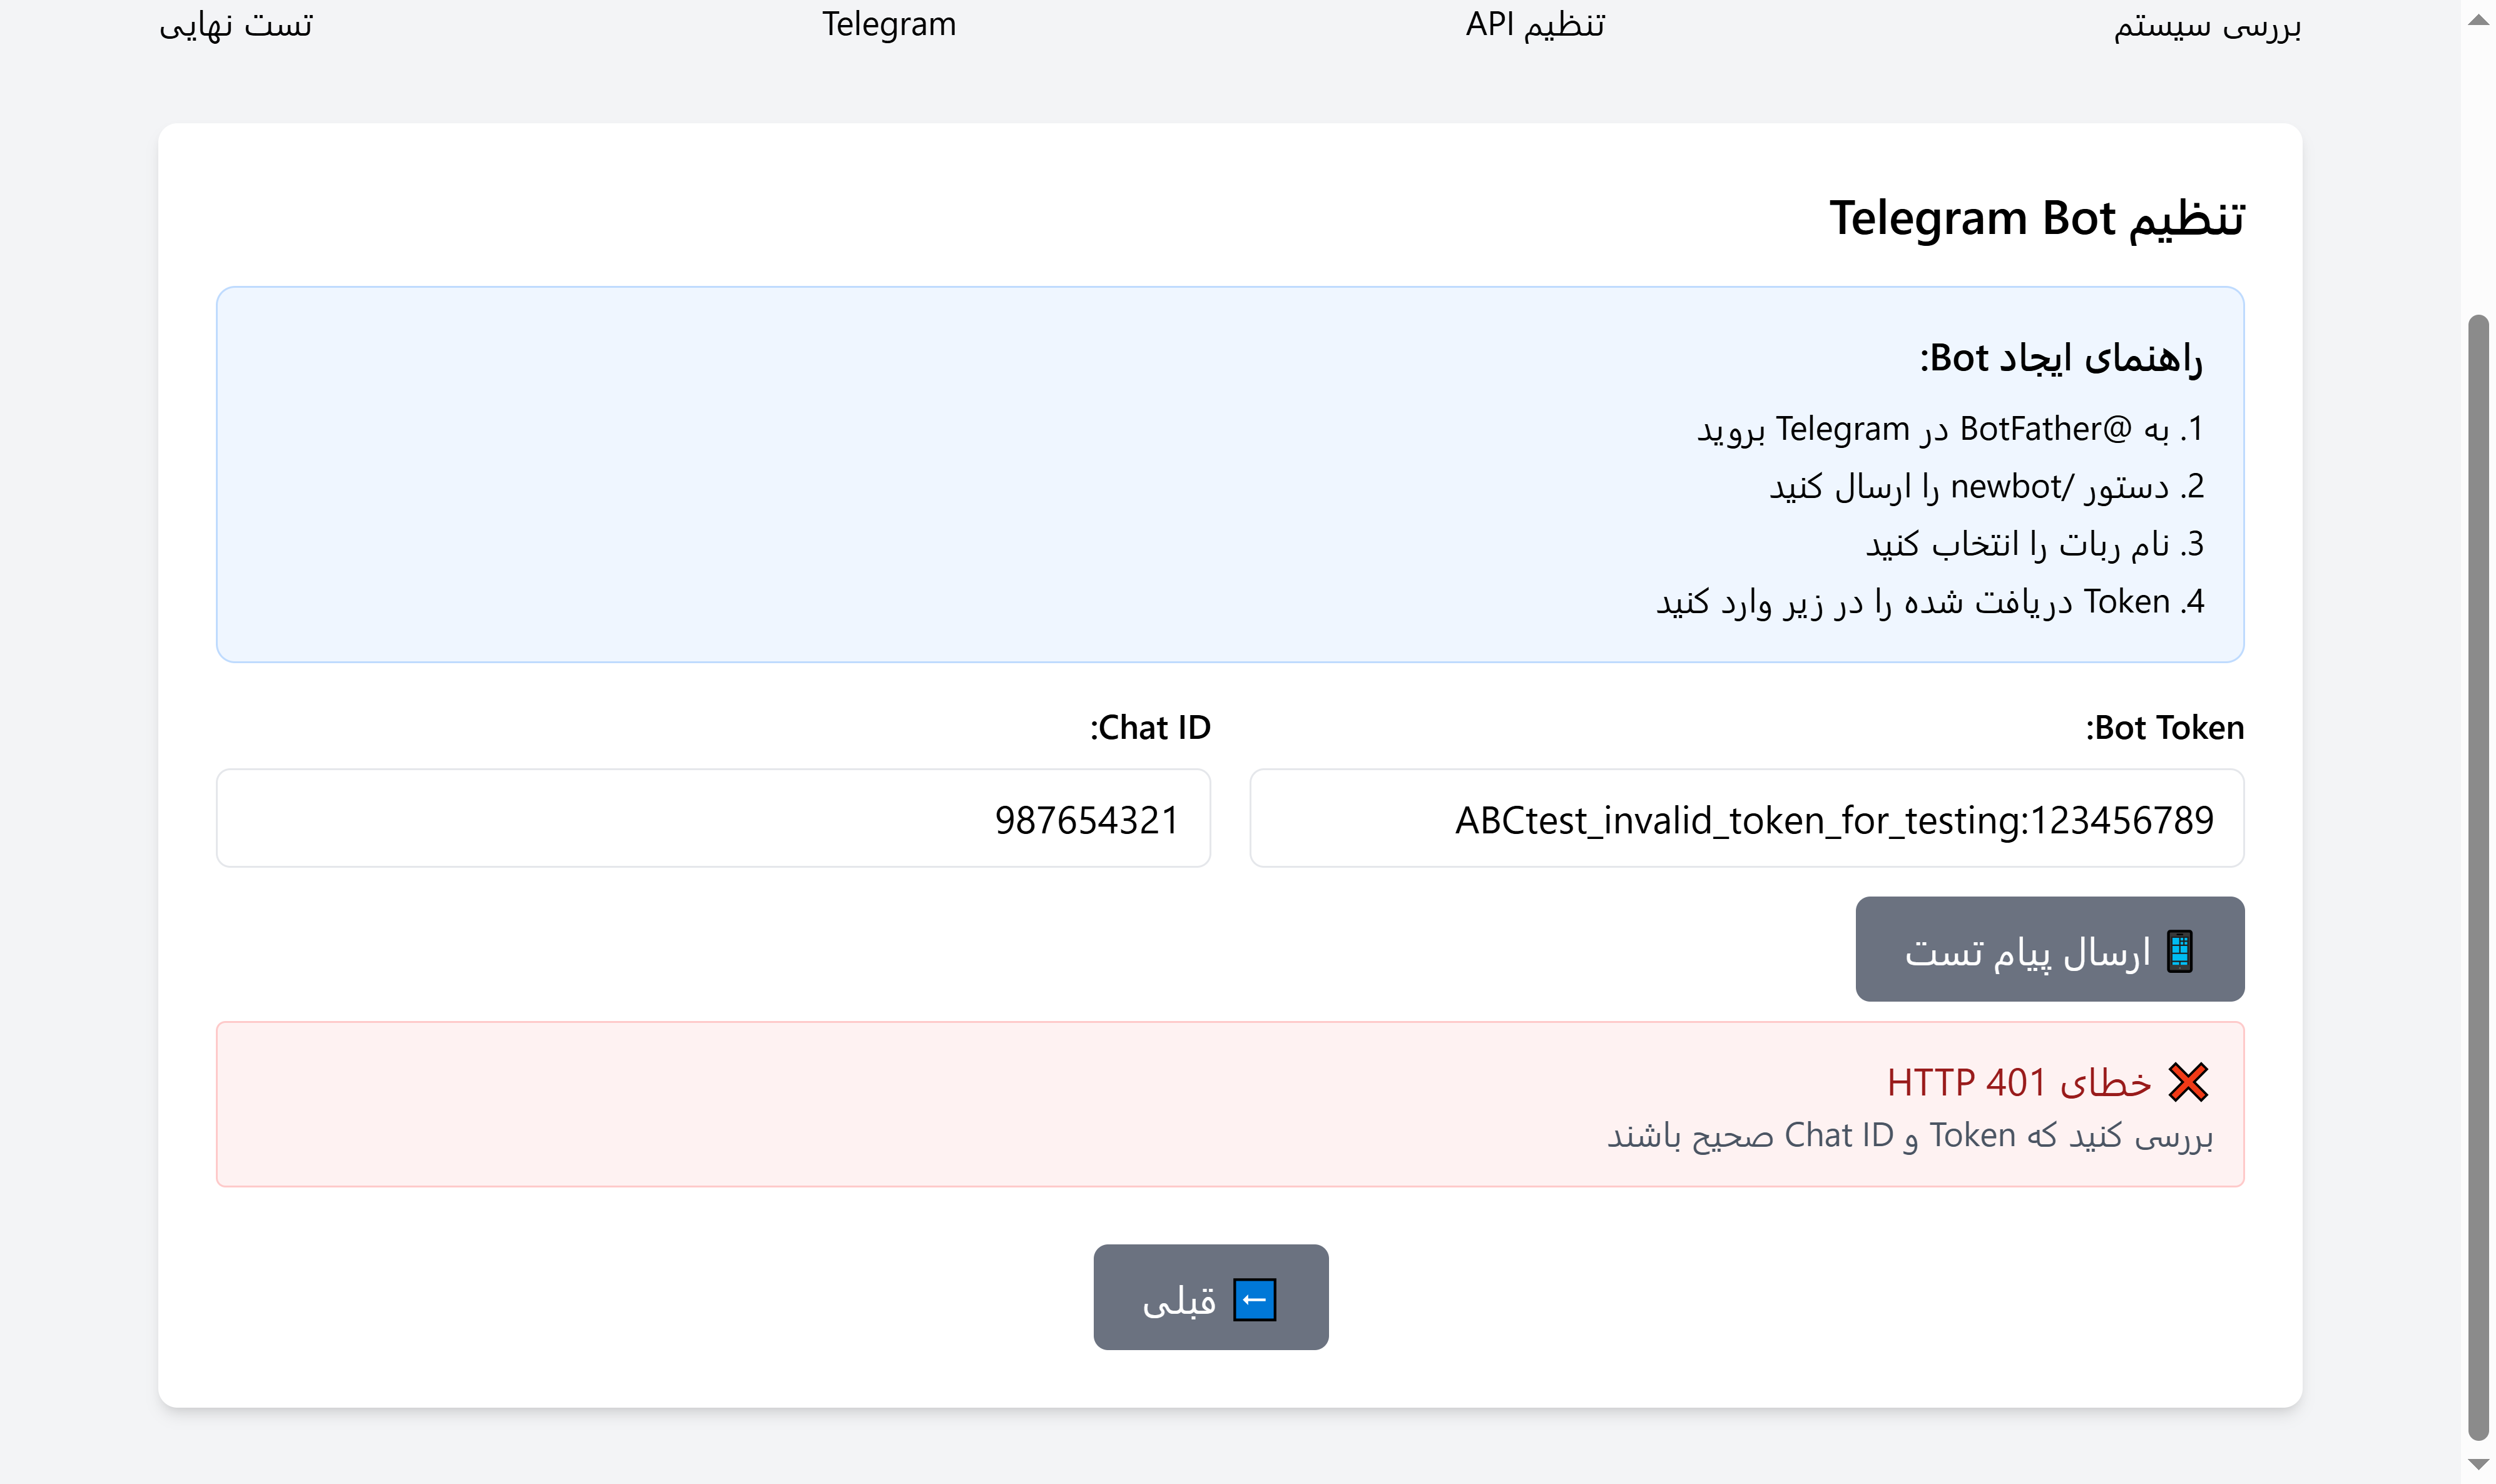 بررسی سیستم
تنظیم API
Telegram
تست نهایی
تنظیم Telegram Bot
راهنمای ایجاد Bot:
1. به @BotFather در Telegram بروید
2. دستور /newbot را ارسال کنید
3. نام ربات را انتخاب کنید
4. Token دریافت شده را در زیر وارد کنید
Bot Token:
Chat ID:
123456789:ABCtest_invalid_token_for_testing
987654321
📱 ارسال پیام تست
❌ خطای HTTP 401
بررسی کنید که Token و Chat ID صحیح باشند
⬅️ قبلی